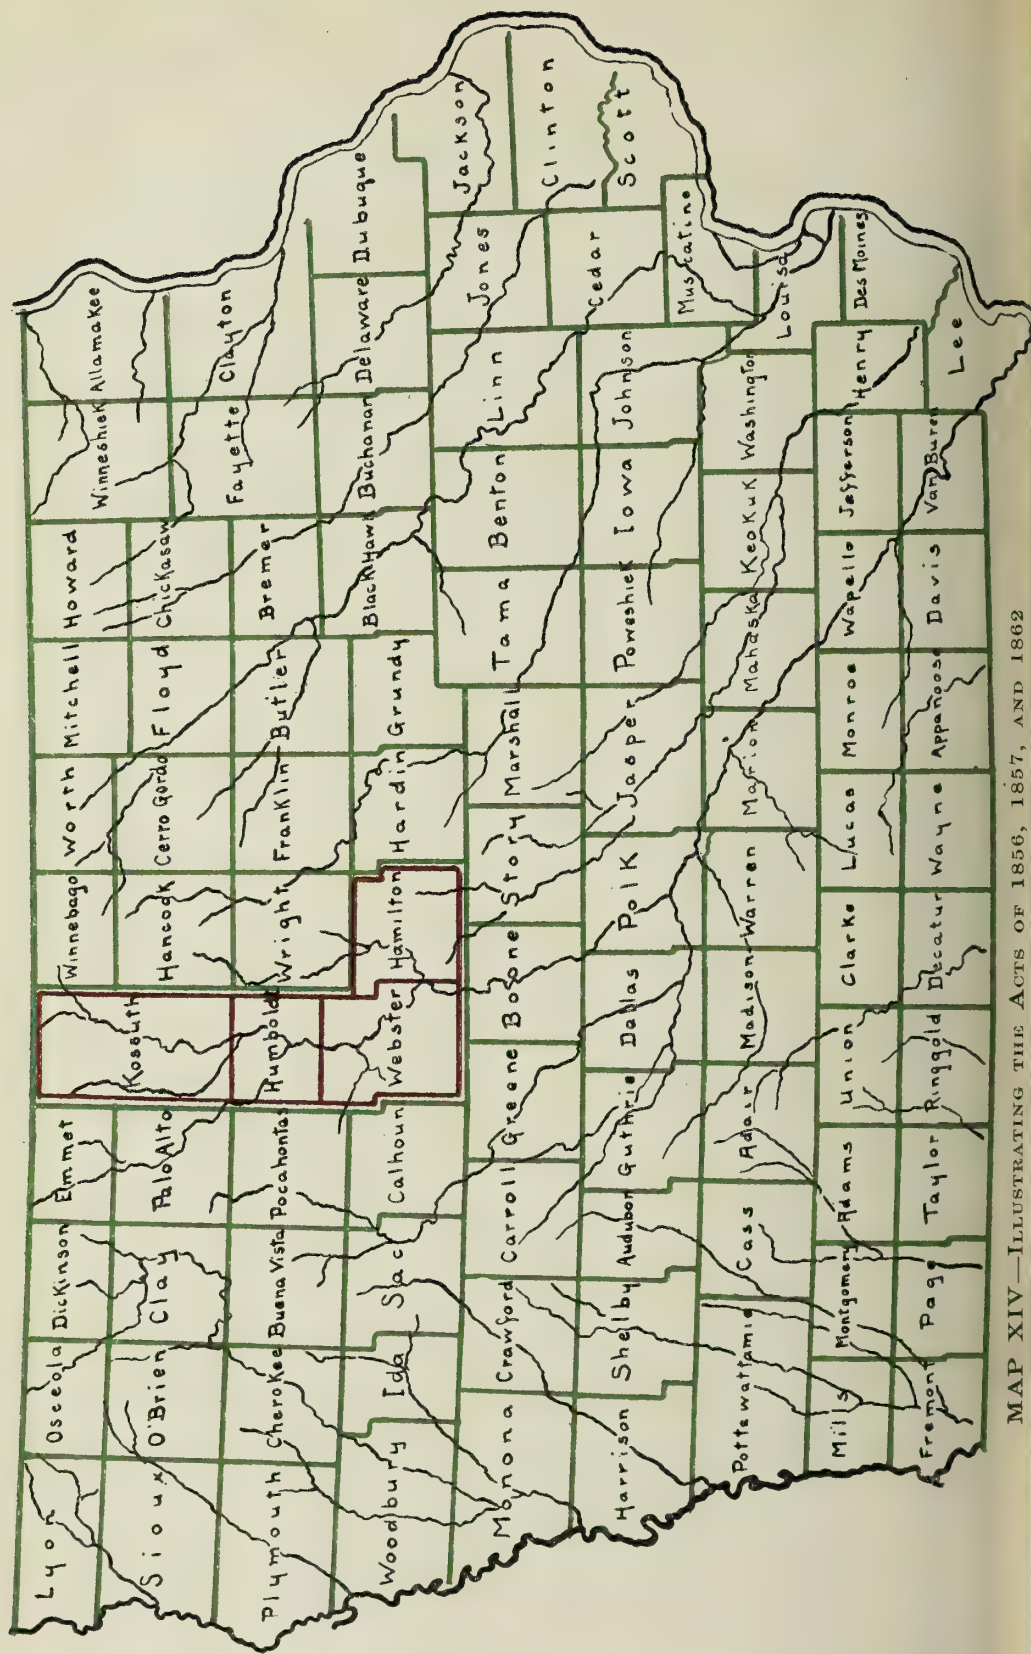 Lyon
Osceola
Dickinson
Emmet
Kossuth
Winnebago
Worth
Mitchell
Howard
Winneshiek
Allamakee
Sioux
O'Brien
Clay
Palo Alto
Hancock
Cerro Gordo
Floyd
Chickasaw
Fayette
Clayton
Plymouth
Cherokee
Buena Vista
Pocahontas
Humboldt
Wright
Franklin
Butler
Bremer
Woodbury
Ida
Sac
Calhoun
Webster
Hamilton
Hardin
Grundy
Black Hawk
Buchanan
Delaware
Dubuque
Monona
Crawford
Carroll
Greene
Boone
Story
Marshall
Tama
Benton
Linn
Jones
Jackson
Clinton
Harrison
Shelby
Audubon
Guthrie
Dallas
Polk
Jasper
Poweshiek
Iowa
Johnson
Cedar
Scott
Pottewattamie
Cass
Adair
Madison
Warren
Marion
Mahaska
Keokuk
Washington
Muscatine
Louisa
Mills
Montgomery
Adams
Union
Clarke
Lucas
Monroe
Wapello
Jefferson
Henry
Des Moines
Fremont
Page
Taylor
Ringgold
Decatur
Wayne
Appanoose
Davis
Van Buren
Lee
MAP XIV—ILLUSTRATING THE ACTS OF 1856, 1857, AND 1862